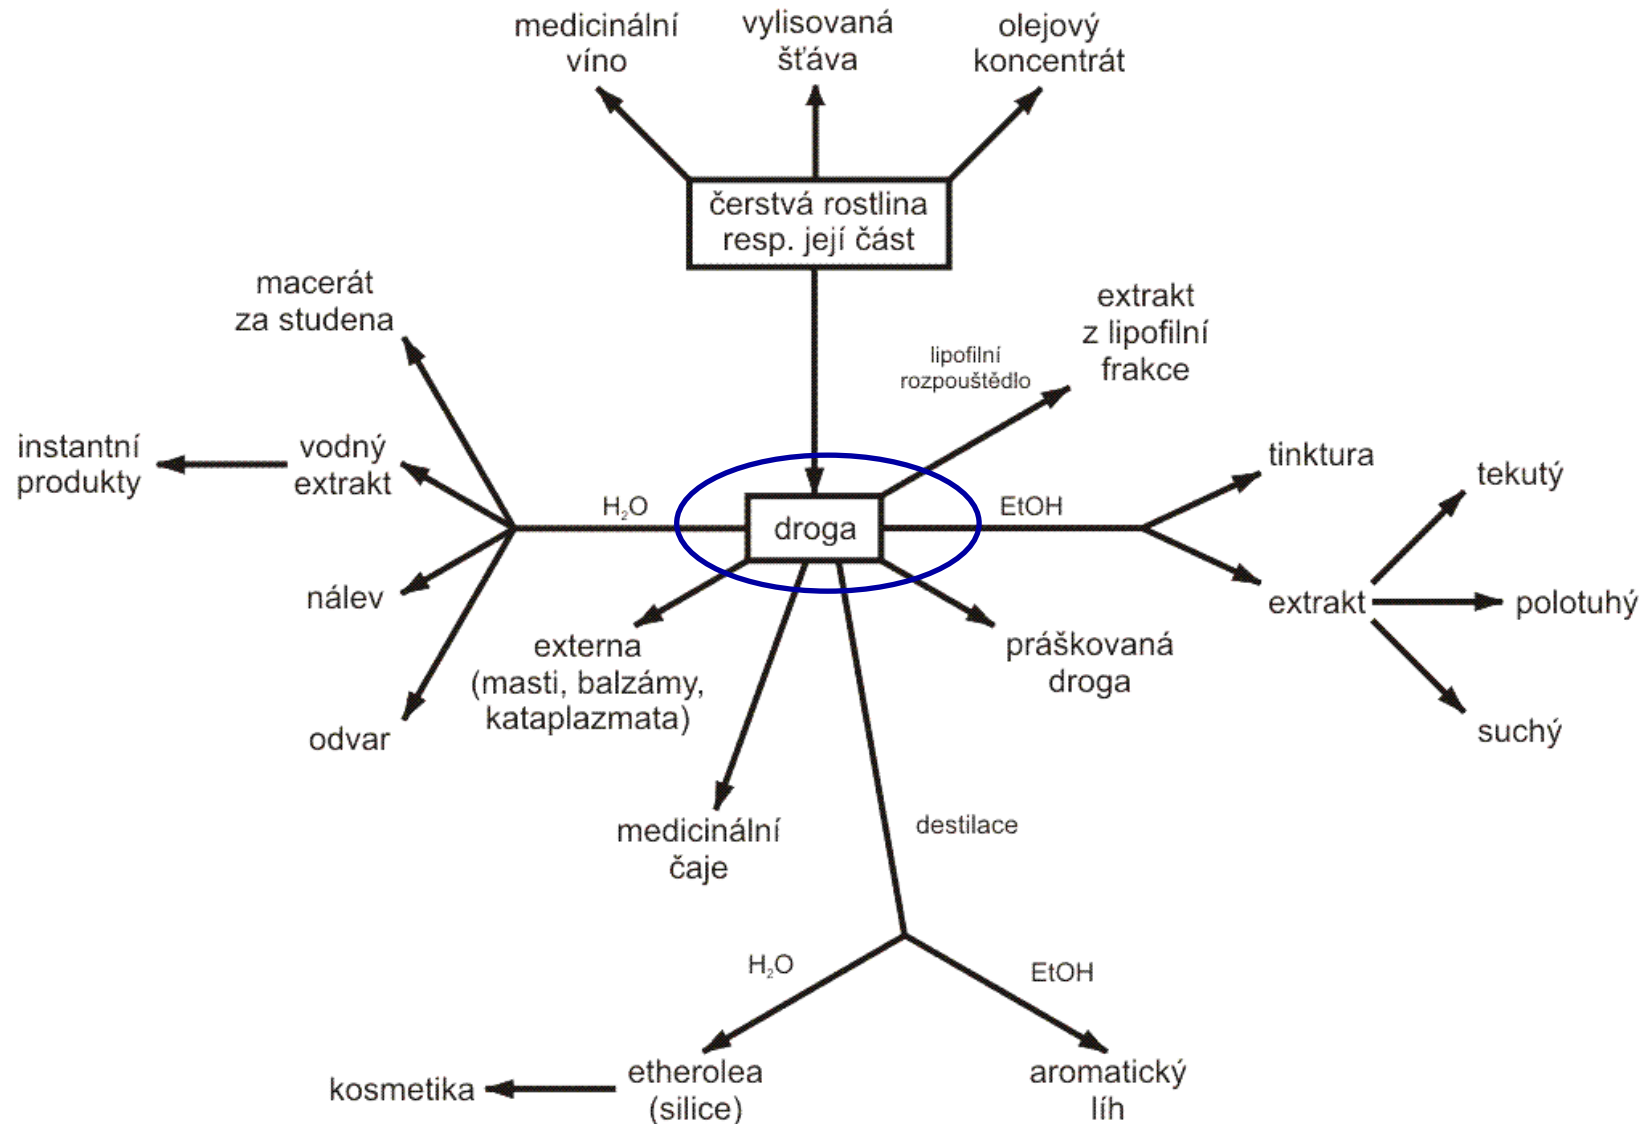 medicinální
víno
vylisovaná
šťáva
olejový
koncentrát
čerstvá rostlina
resp. její část
macerát
za studena
extrakt
z lipofilní
frakce
lipofilní
rozpouštědlo
instantní
produkty
vodný
extrakt
H₂O
droga
EtOH
tinktura
tekutý
nálev
extrakt
polotuhý
externa
(masti, balzámy,
kataplazmata)
práškovaná
droga
odvar
suchý
medicinální
čaje
destilace
H₂O
EtOH
kosmetika
etherolea
(silice)
aromatický
líh